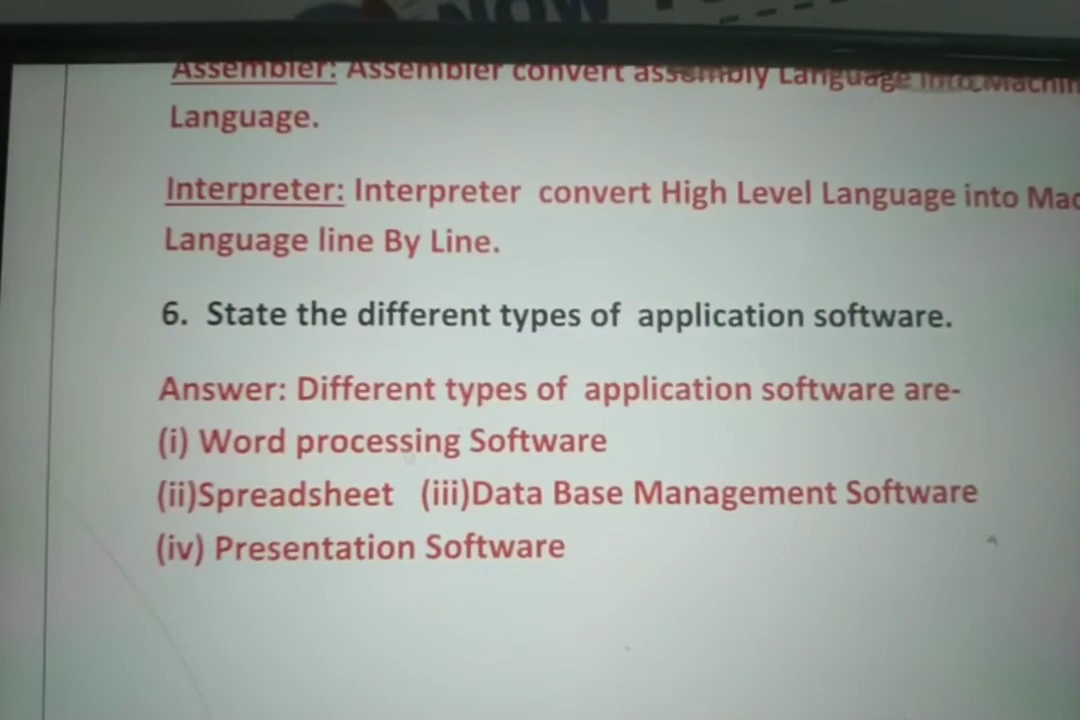 NOW
Assembler: Assembler convert assembly Language into
Language.
Interpreter: Interpreter convert High Level Language into
Language line By Line.
6. State the different types of application software.
Answer: Different types of application software are-
(i) Word processing Software
(ii)Spreadsheet (iii)Data Base Management Software
(iv) Presentation Software